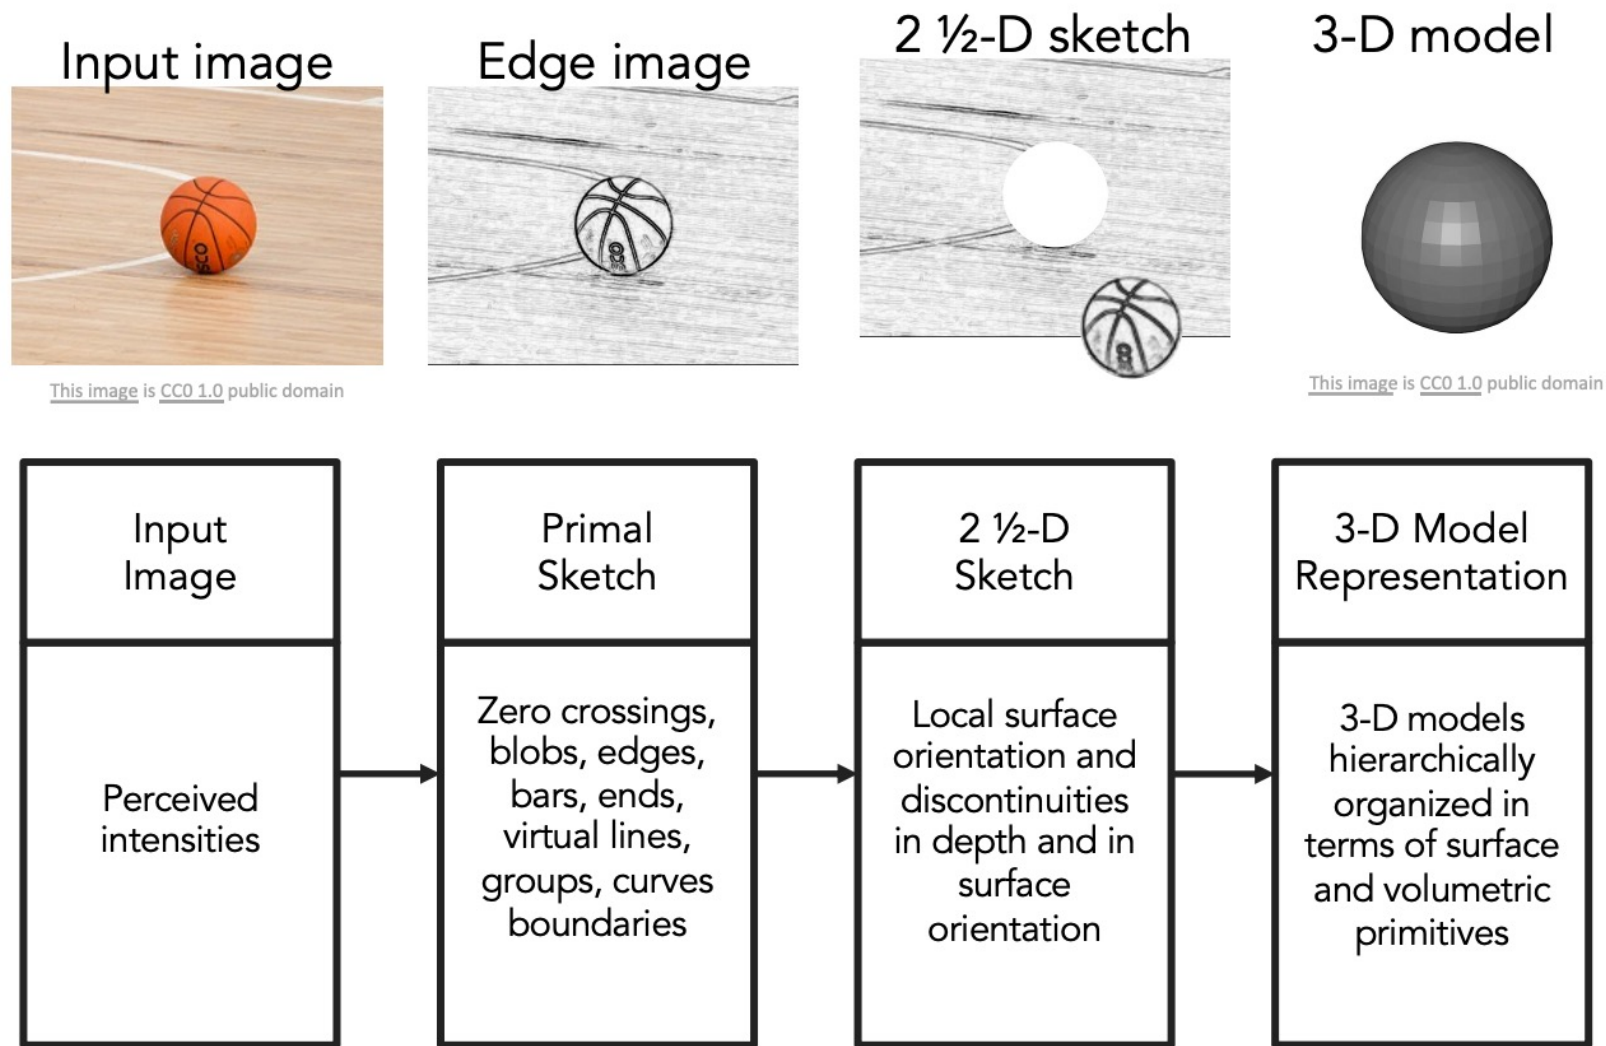 Input image
Edge image
2 ½-D sketch
3-D model
SCO
This image is CC0 1.0 public domain
This image is CC0 1.0 public domain
Input
Image
Perceived
intensities
Primal
Sketch
Zero crossings,
blobs, edges,
bars, ends,
virtual lines,
groups, curves
boundaries
2 ½-D
Sketch
Local surface
orientation and
discontinuities
in depth and in
surface
orientation
3-D Model
Representation
3-D models
hierarchically
organized in
terms of surface
and volumetric
primitives